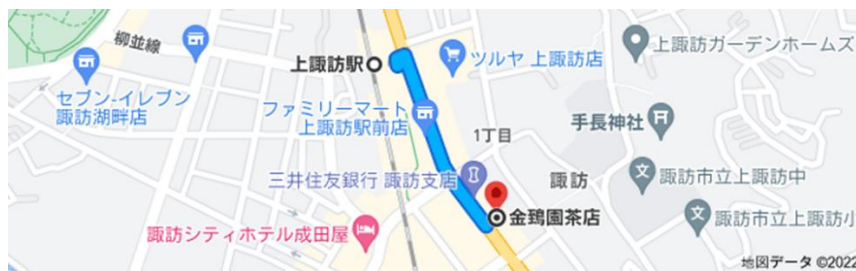 柳並線
上諏訪駅
ツルヤ 上諏訪店
上諏訪ガーデンホームズ
セブン-イレブン
諏訪湖畔店
ファミリーマート
上諏訪駅前店
1丁目
手長神社
三井住友銀行 諏訪支店
諏訪
諏訪市立上諏訪中
金鵄園茶店
諏訪市立上諏訪小
諏訪シティホテル成田屋
地図データ ©2022